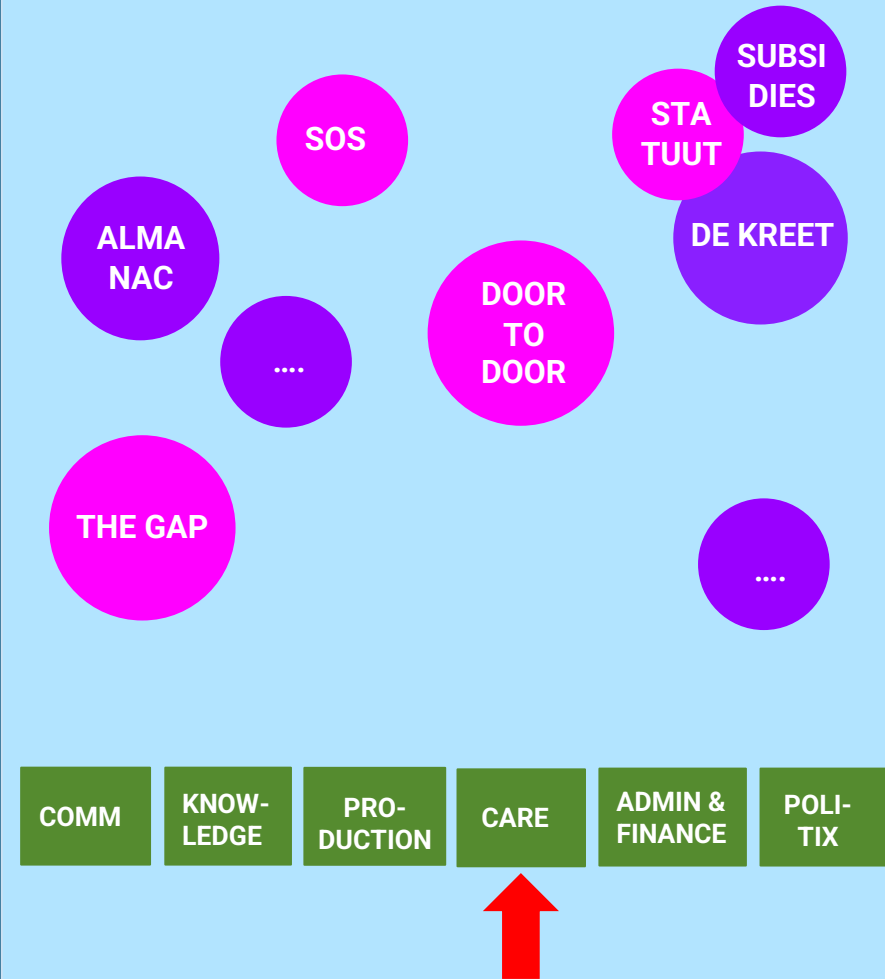 SUBSI
DIES
STA
TUUT
SOS
DE KREET
ALMA
NAC
DOOR
TO
DOOR
....
THE GAP
....
COMM
KNOW-
LEDGE
PRO-
DUCTION
CARE
ADMIN &
FINANCE
POLI-
TIX